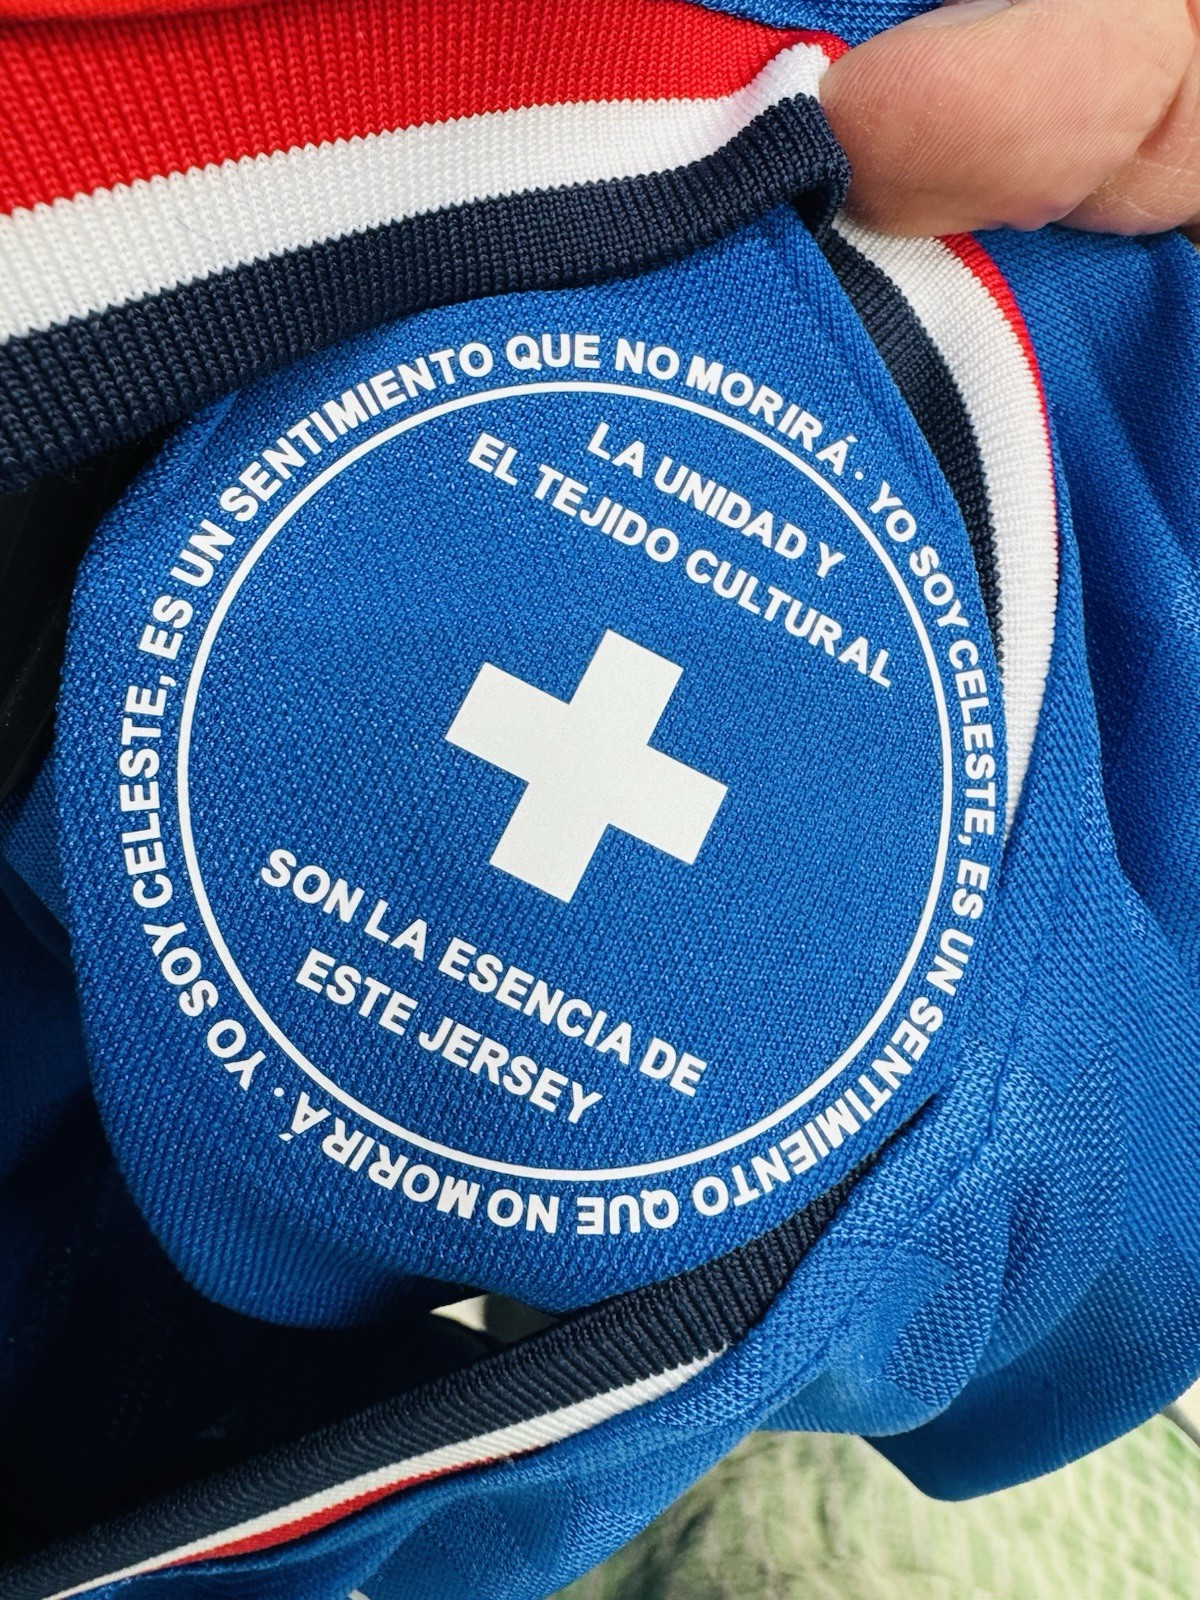 YO SOY CELESTE, ES UN SENTIMIENTO QUE NO MORIRÁ ·
YO SOY CELESTE, ES UN SENTIMIENTO QUE NO MORIRÁ ·
LA UNIDAD Y
EL TEJIDO CULTURAL
SON LA ESENCIA DE
ESTE JERSEY